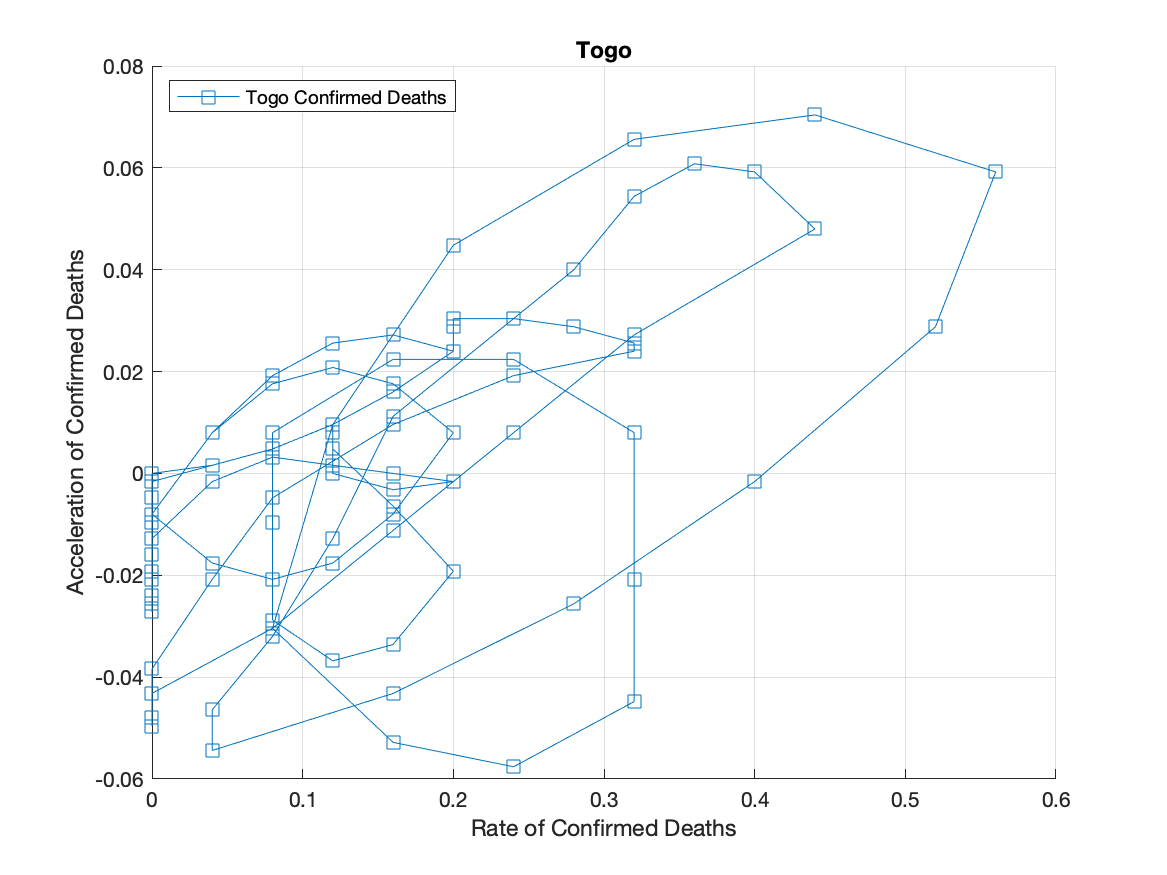 Togo
Togo Confirmed Deaths
0.08
0.06
0.04
0.02
0
-0.02
-0.04
-0.06
Acceleration of Confirmed Deaths
0 0.1 0.2 0.3 0.4 0.5 0.6
Rate of Confirmed Deaths